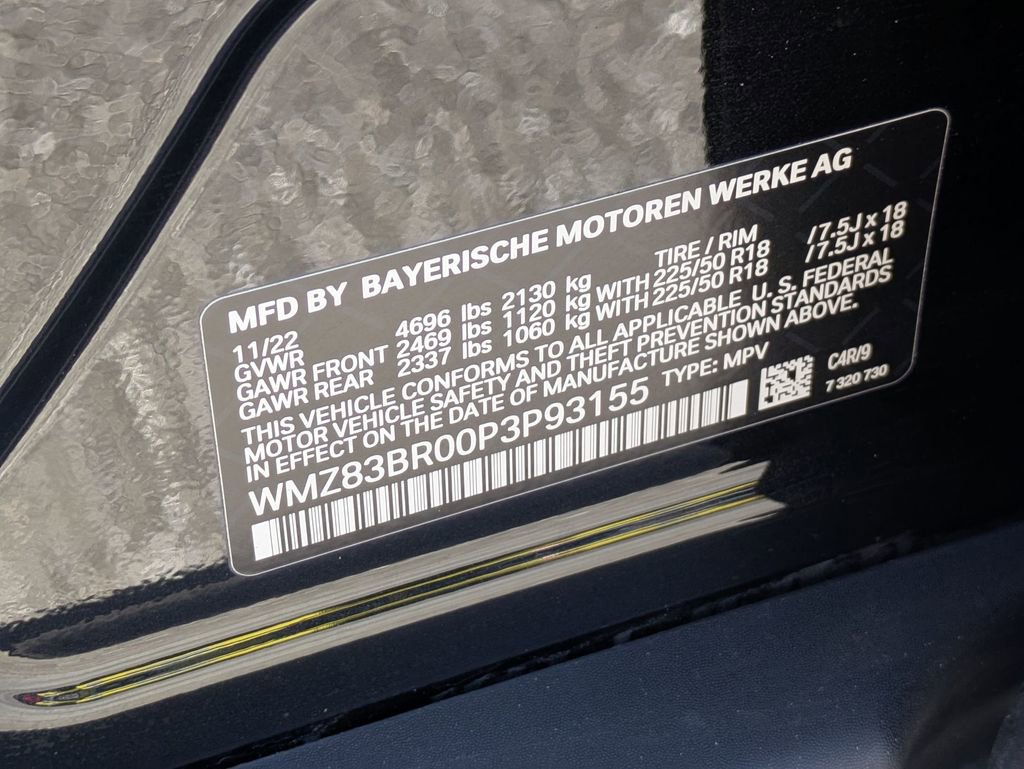 MFD BY BAYERISCHE MOTOREN WERKE AG
11/22 TIRE / RIM
GVWR 4696 lbs 2130 kg
GAWR FRONT 2469 lbs 1120 kg WITH 225/50 R18 /7.5J x 18
GAWR REAR 2337 lbs 1060 kg WITH 225/50 R18 /7.5J x 18
THIS VEHICLE CONFORMS TO ALL APPLICABLE U. S. FEDERAL
MOTOR VEHICLE SAFETY AND THEFT PREVENTION STANDARDS
IN EFFECT ON THE DATE OF MANUFACTURE SHOWN ABOVE.
WMZ83BR00P3P93155 TYPE: MPV C4R/9
7 320 730